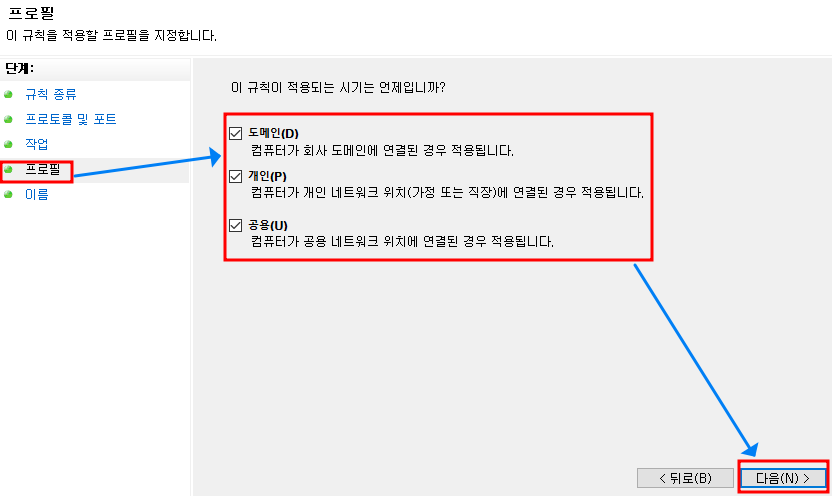 프로필
이 규칙을 적용할 프로필을 지정합니다.
단계:
규칙 종류
프로토콜 및 포트
작업
프로필
이름
이 규칙이 적용되는 시기는 언제입니까?
도메인(D)
컴퓨터가 회사 도메인에 연결된 경우 적용됩니다.
개인(P)
컴퓨터가 개인 네트워크 위치(가정 또는 직장)에 연결된 경우 적용됩니다.
공용(U)
컴퓨터가 공용 네트워크 위치에 연결된 경우 적용됩니다.
< 뒤로(B)
다음(N) >